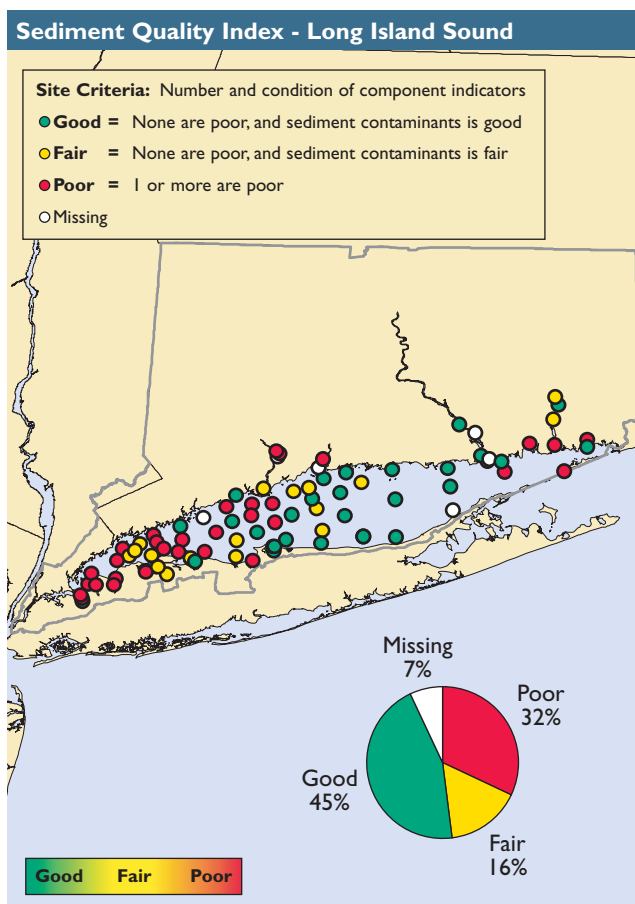 Sediment Quality Index - Long Island Sound
Site Criteria: Number and condition of component indicators
Good = None are poor, and sediment contaminants is good
Fair = None are poor, and sediment contaminants is fair
Poor = 1 or more are poor
Missing
Missing
7%
Poor
32%
Good
45%
Fair
16%
Good Fair Poor